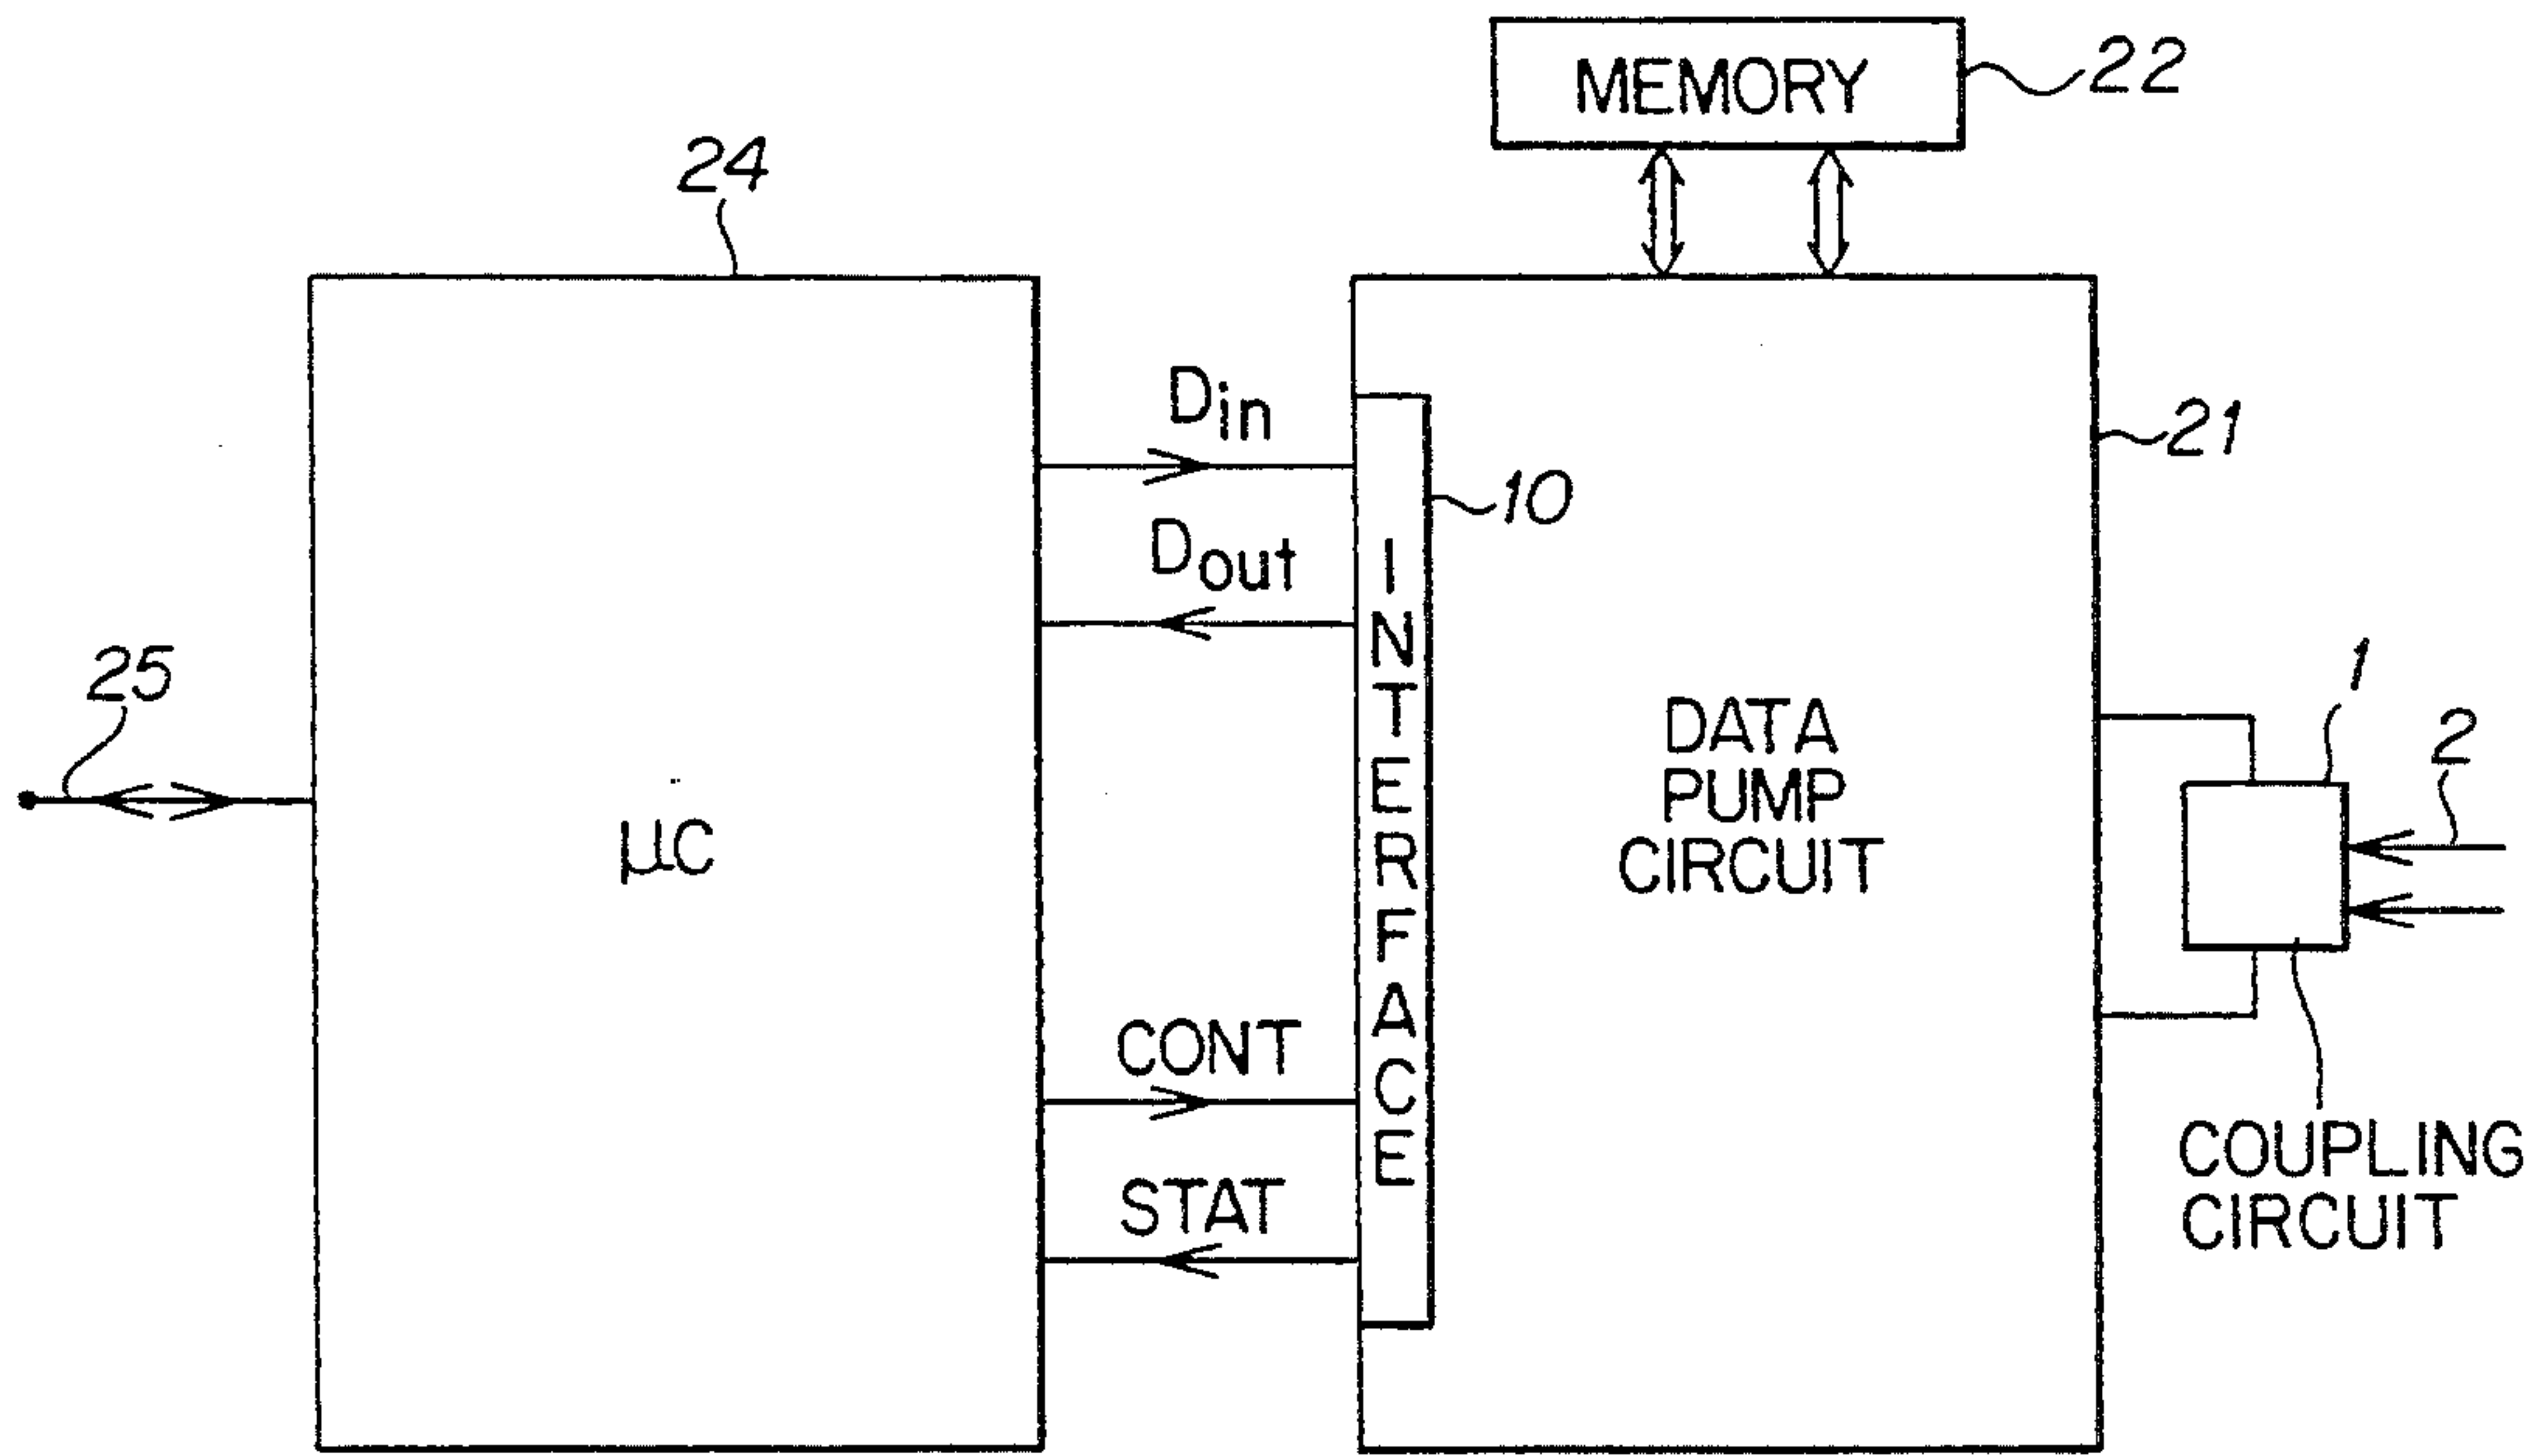 MEMORY
22
24
21
Din
10
Dout
INTERFACE
25
µC
DATA
PUMP
CIRCUIT
1
2
CONT
STAT
COUPLING
CIRCUIT